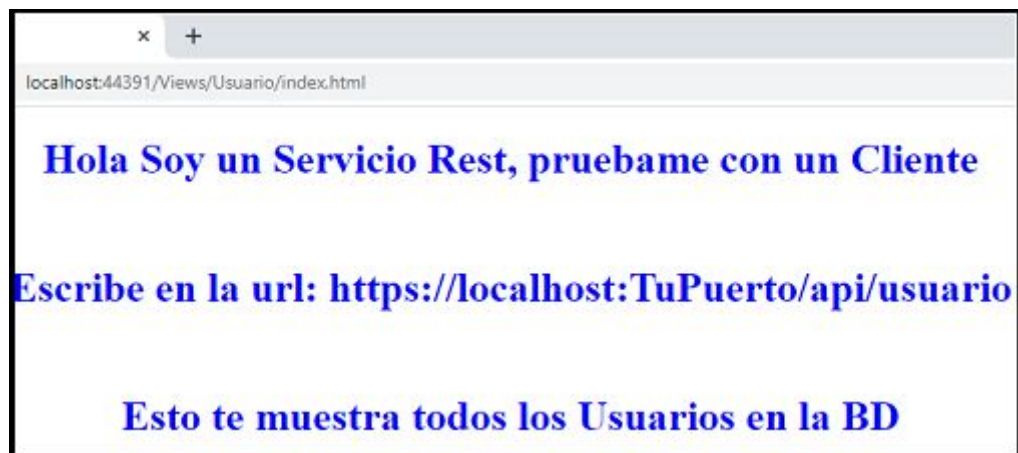 localhost:44391/Views/Usuario/index.html
Hola Soy un Servicio Rest, pruebame con un Cliente
Escribe en la url: https://localhost:TuPuerto/api/usuario
Esto te muestra todos los Usuarios en la BD